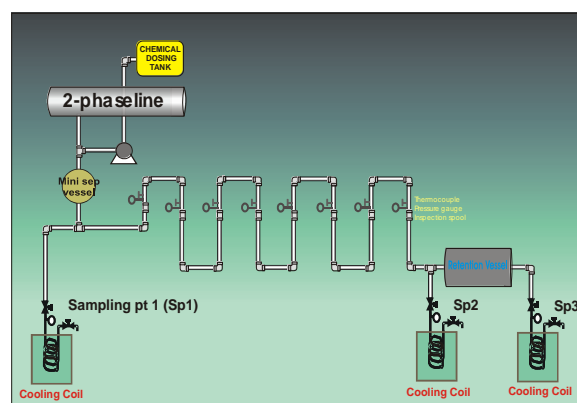 CHEMICAL
DOSING
TANK
2-phaseline
Mini sep
vessel
Thermocouple
Pressure gauge
Inspection spool
Retention Vessel
Sampling pt 1 (Sp1)
Sp2
Sp3
Cooling Coil
Cooling Coil
Cooling Coil